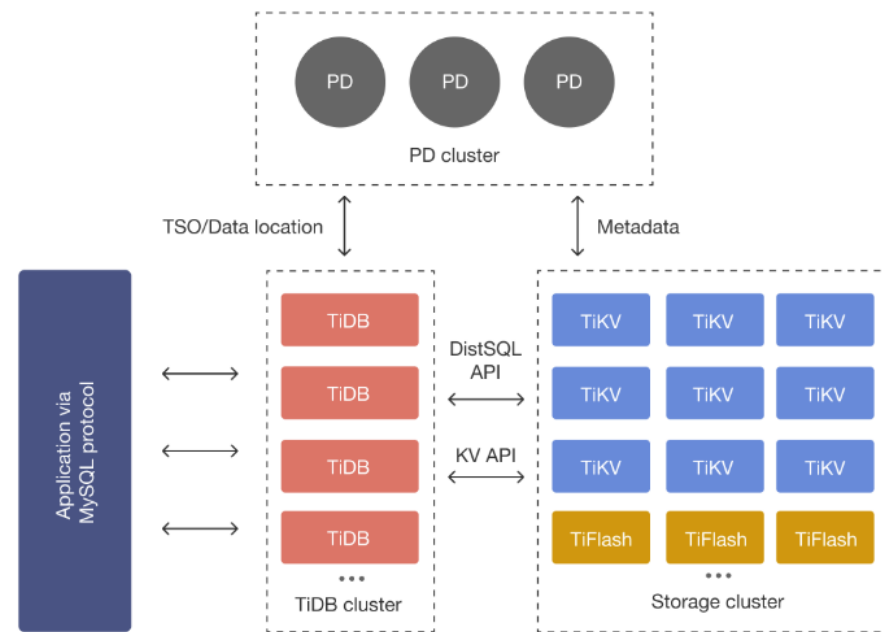 PD PD PD
PD cluster
TSO/Data location
Metadata
Application via
MySQL protocol
TiDB
TiDB
TiDB
TiDB
...
TiDB cluster
DistSQL
API
KV API
TiKV TiKV TiKV
TiKV TiKV TiKV
TiKV TiKV TiKV
TiFlash TiFlash TiFlash
...
Storage cluster